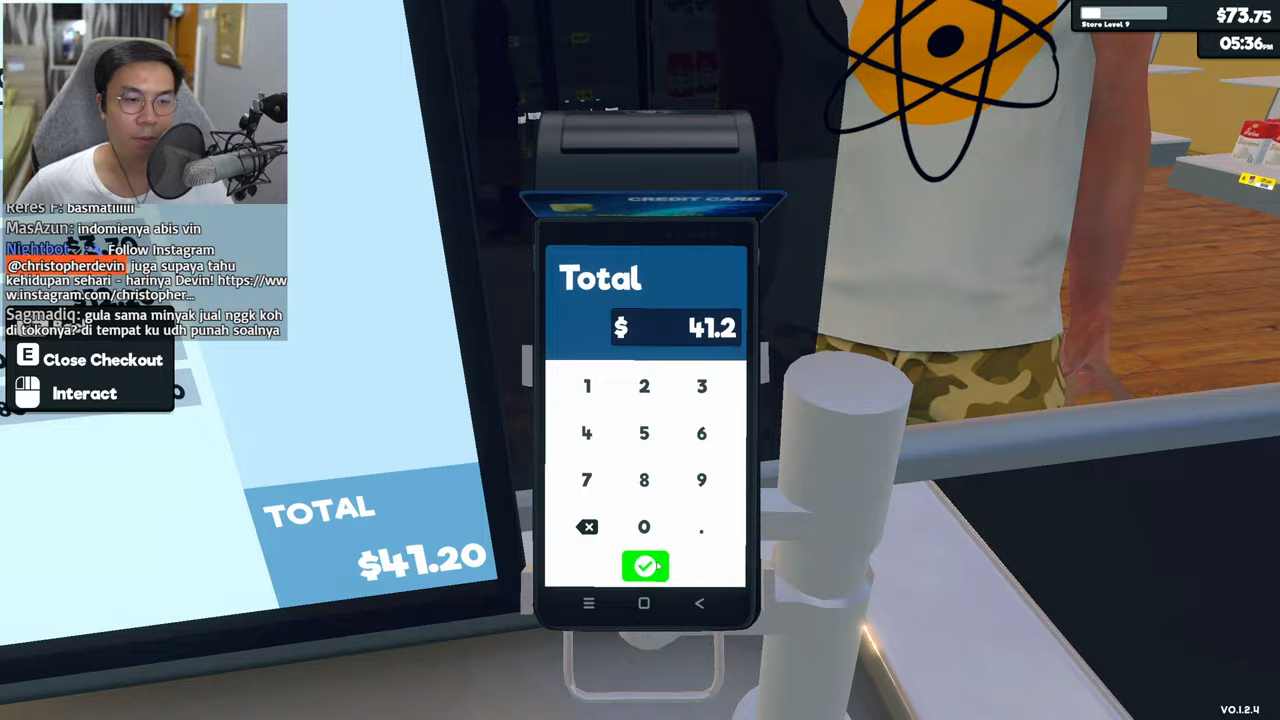 $73.75
Store Level 9
05:36PM
Reres F: basmatiiiiii
MasAzun: indomienya abis vin
Nightbot: Follow Instagram
@christopherdevin juga supaya tahu
kehidupan sehari - harinya Devin! https://ww
w.instagram.com/christopher...
Sagmadiq: gula sama minyak jual nggk koh
di tokonya? di tempat ku udh punah soalnya
E Close Checkout
Interact
CREDIT CARD
Total
$ 41.2
1 2 3
4 5 6
7 8 9
0 .
TOTAL
$41.20
V0.1.2.4